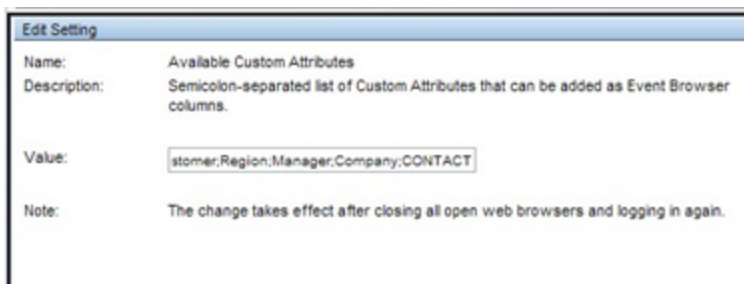 Edit Setting
Name: Available Custom Attributes
Description: Semicolon-separated list of Custom Attributes that can be added as Event Browser
columns.
Value: stomer;Region;Manager;Company;CONTACT
Note: The change takes effect after closing all open web browsers and logging in again.